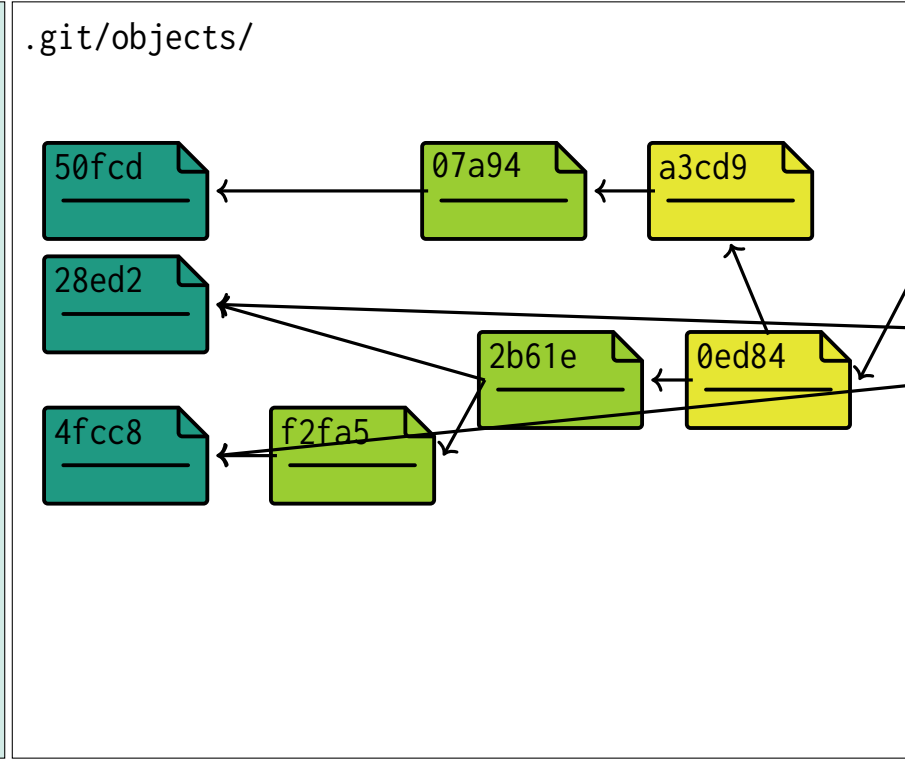 .git/objects/
50fcd
07a94
a3cd9
28ed2
2b61e
0ed84
4fcc8
f2fa5